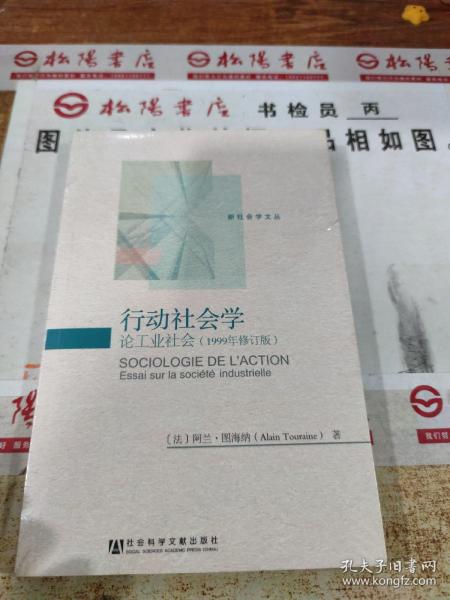 松陽書店
松陽書店
松陽書店
松陽書店
书检员 丙
品相如图
新社会学文丛
行动社会学
论工业社会（1999年修订版）
SOCIOLOGIE DE L'ACTION
Essai sur la société industrielle
〔法〕阿兰·图海纳（Alain Touraine） 著
社会科学文献出版社
SOCIAL SCIENCES ACADEMIC PRESS (CHINA)
孔夫子旧书网
www.kongfz.com